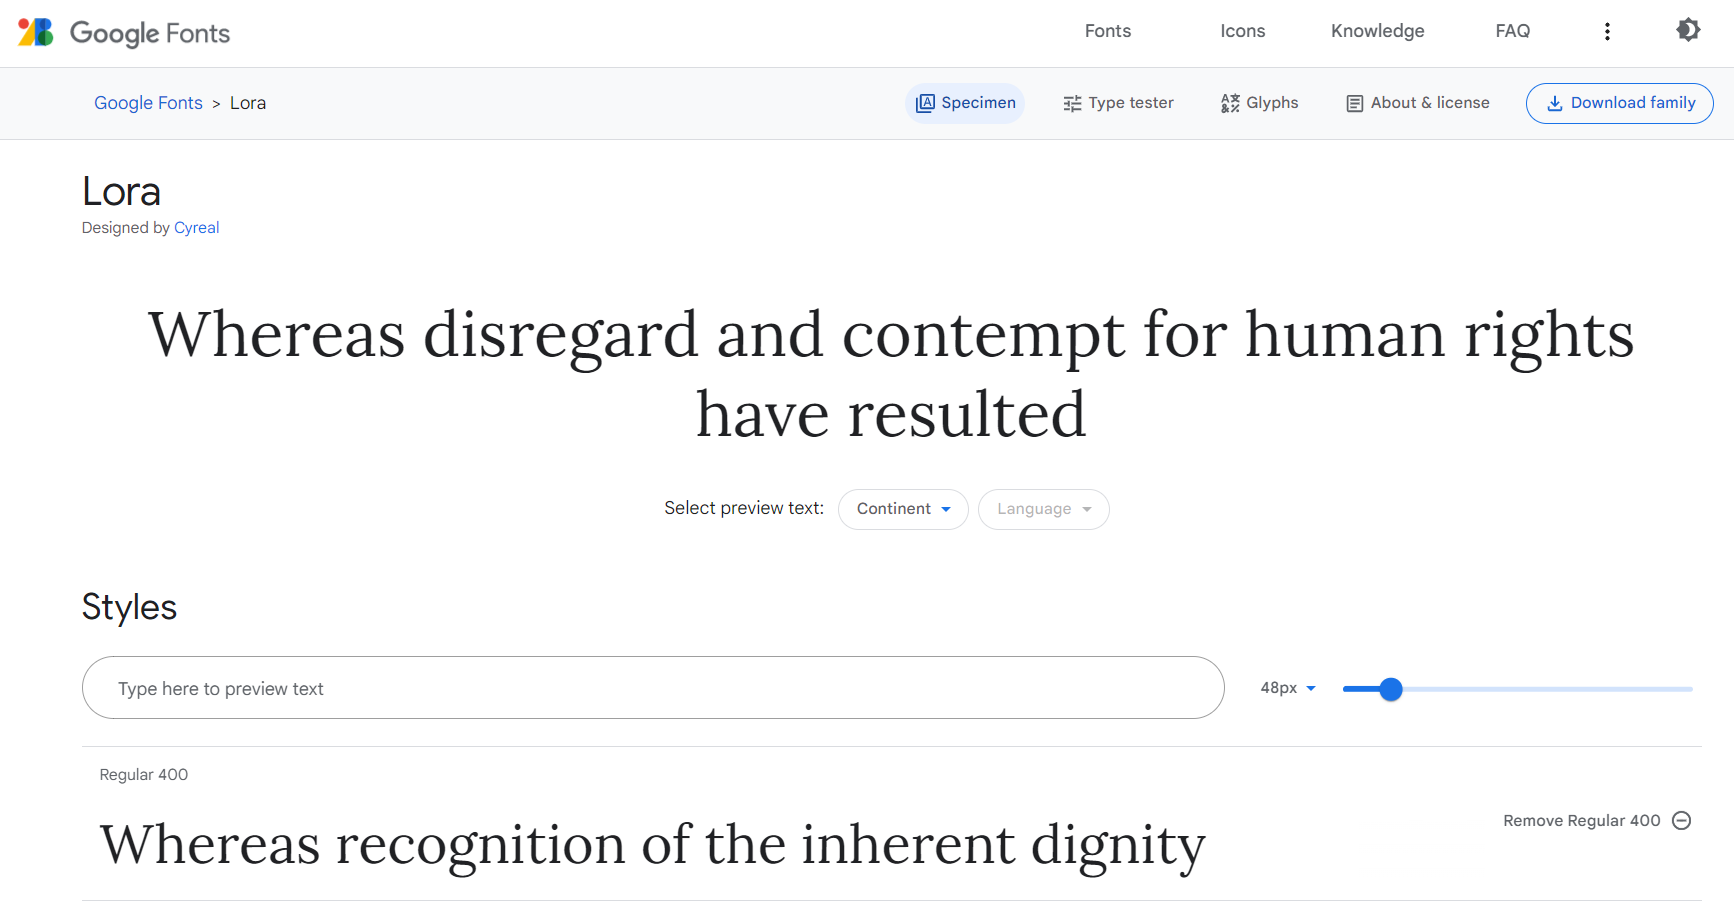 Google Fonts
Fonts
Icons
Knowledge
FAQ
Google Fonts > Lora
Specimen
Type tester
Glyphs
About & license
Download family
Lora
Designed by Cyreal
Whereas disregard and contempt for human rights
have resulted
Select preview text:
Continent
Language
Styles
Type here to preview text
48px
Regular 400
Whereas recognition of the inherent dignity
Remove Regular 400